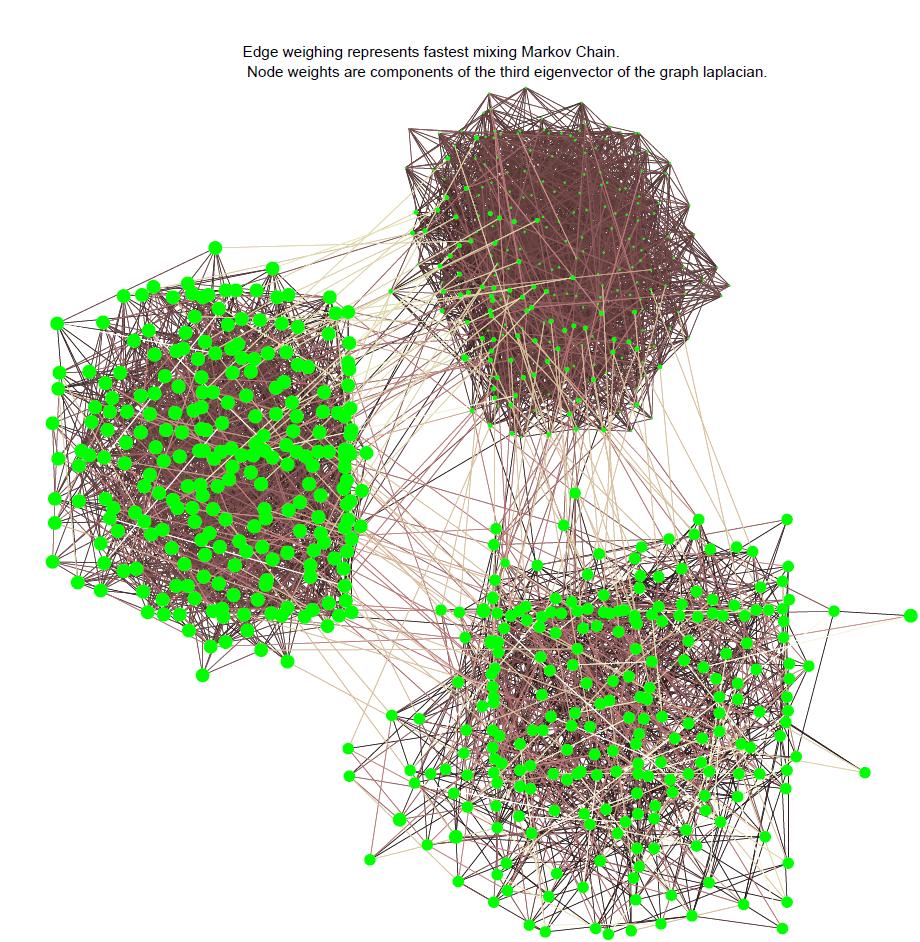 Edge weighing represents fastest mixing Markov Chain.
Node weights are components of the third eigenvector of the graph laplacian.